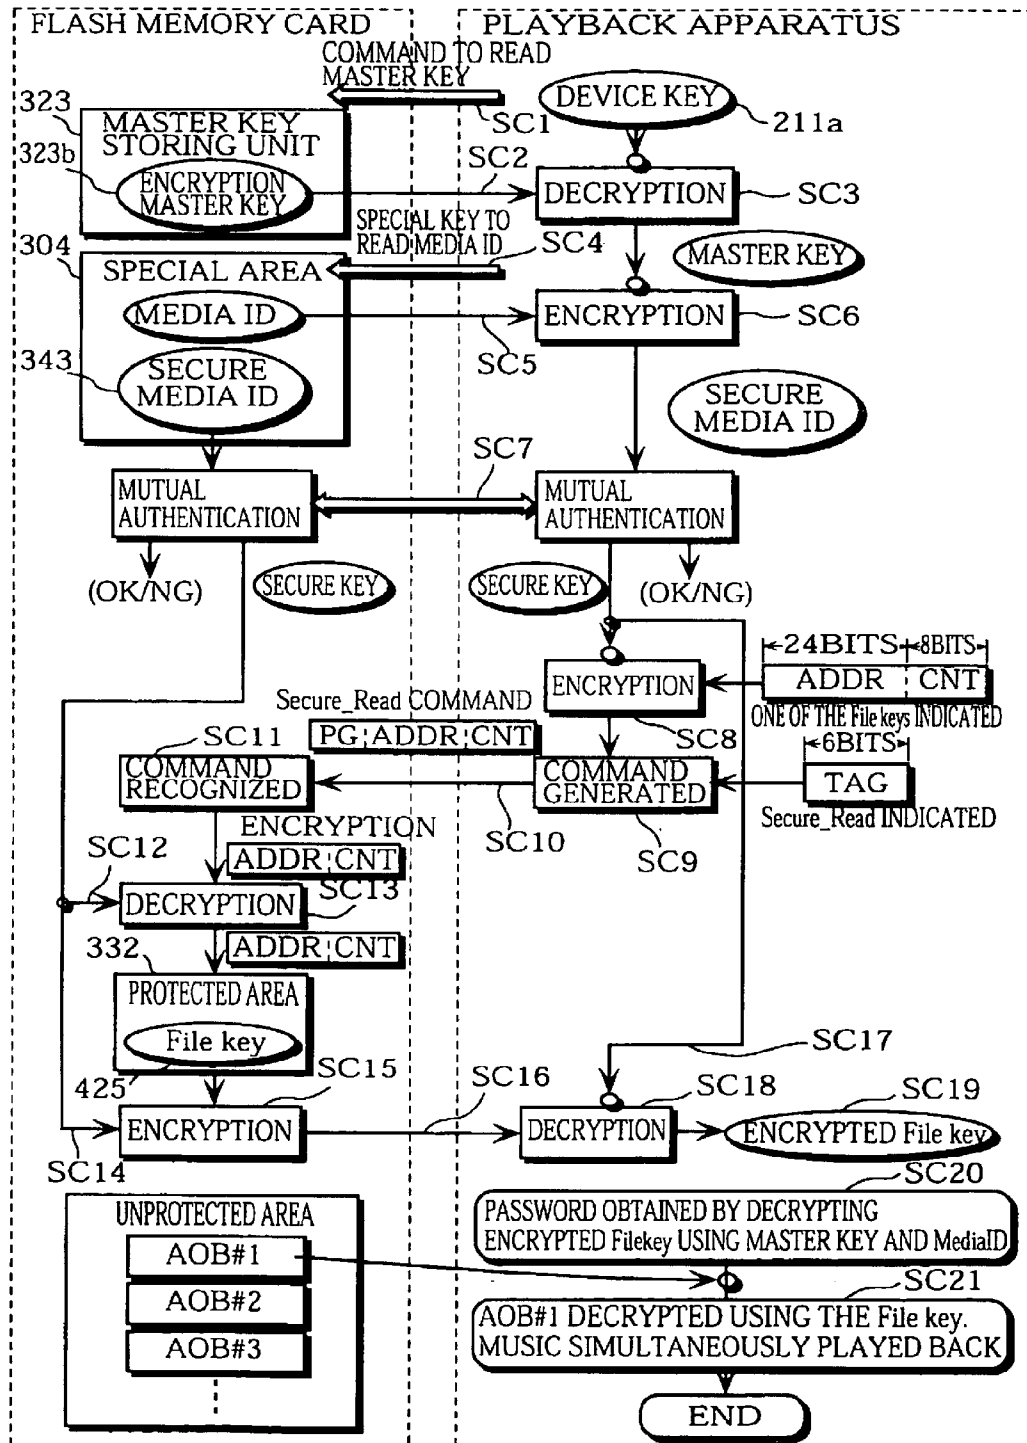 FLASH MEMORY CARD
PLAYBACK APPARATUS
COMMAND TO READ
MASTER KEY
SC1
DEVICE KEY
211a
323
MASTER KEY
STORING UNIT
323b
ENCRYPTION
MASTER KEY
SC2
DECRYPTION
SC3
SPECIAL KEY TO
READ MEDIA ID
SC4
MASTER KEY
304
SPECIAL AREA
MEDIA ID
SC5
ENCRYPTION
SC6
343
SECURE
MEDIA ID
SECURE
MEDIA ID
SC7
MUTUAL
AUTHENTICATION
MUTUAL
AUTHENTICATION
(OK/NG)
SECURE KEY
SECURE KEY
(OK/NG)
24BITS
8BITS
ADDR CNT
ONE OF THE File keys INDICATED
ENCRYPTION
SC8
Secure_Read COMMAND
PG ADDR CNT
6BITS
TAG
Secure_Read INDICATED
SC11
COMMAND
RECOGNIZED
SC10
COMMAND
GENERATED
SC9
ENCRYPTION
ADDR CNT
SC12
SC13
DECRYPTION
ADDR CNT
332
PROTECTED AREA
File key
425
SC15
SC16
SC17
SC18
SC19
ENCRYPTION
DECRYPTION
ENCRYPTED File key
SC14
SC20
PASSWORD OBTAINED BY DECRYPTING
ENCRYPTED Filekey USING MASTER KEY AND MediaID
UNPROTECTED AREA
AOB#1
AOB#2
AOB#3
SC21
AOB#1 DECRYPTED USING THE File key.
MUSIC SIMULTANEOUSLY PLAYED BACK
END